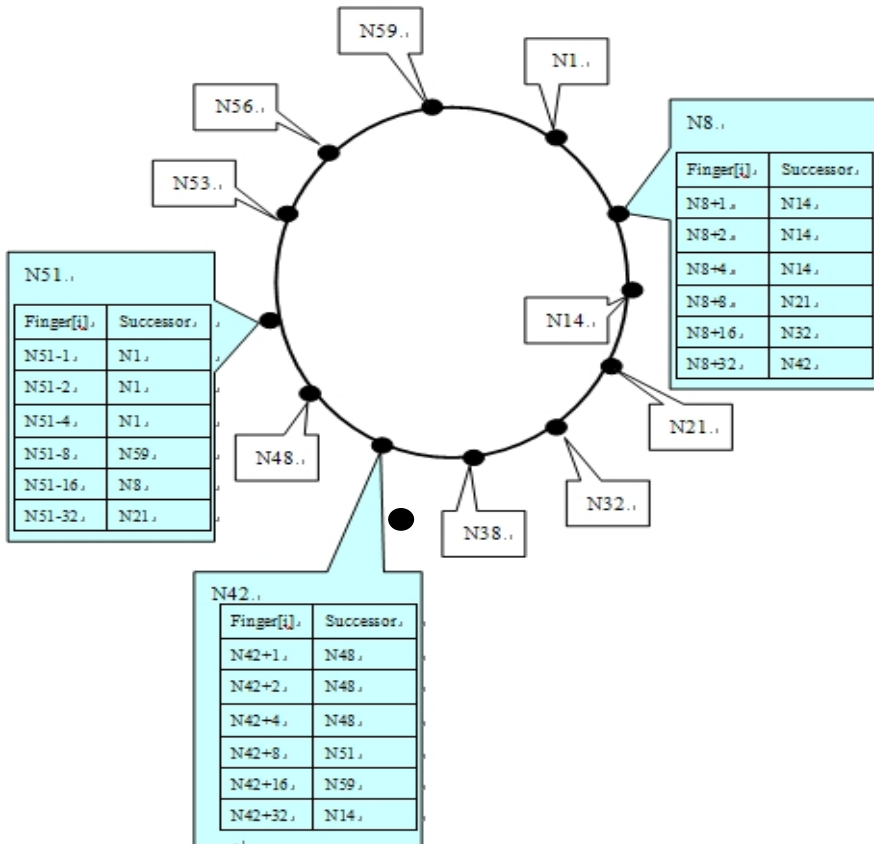 N59
N1
N56
N53
N8
Finger[i] Successor
N8+1 N14
N8+2 N14
N8+4 N14
N8+8 N21
N8+16 N32
N8+32 N42
N51
Finger[i] Successor
N51-1 N1
N51-2 N1
N51-4 N1
N51-8 N59
N51-16 N8
N51-32 N21
N14
N21
N48
N32
N38
N42
Finger[i] Successor
N42+1 N48
N42+2 N48
N42+4 N48
N42+8 N51
N42+16 N59
N42+32 N14